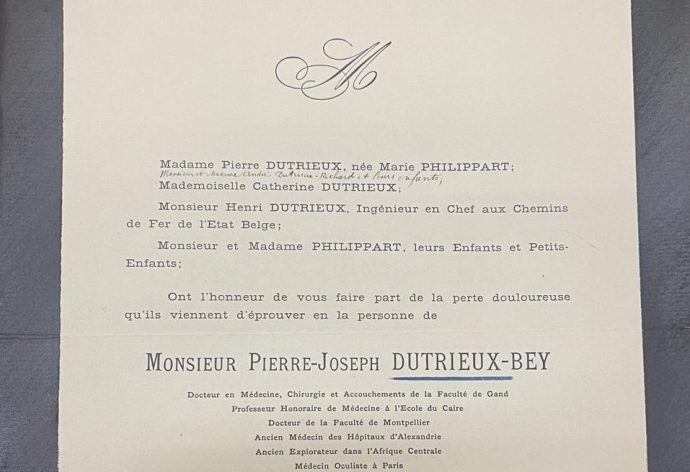 M
Madame Pierre DUTRIEUX, née Marie PHILIPPART;
Monsieur et Madame André Dutrieux-Richard et leurs enfants,
Mademoiselle Catherine DUTRIEUX;
Monsieur Henri DUTRIEUX, Ingénieur en Chef aux Chemins
de Fer de l'Etat Belge;
Monsieur et Madame PHILIPPART, leurs Enfants et Petits-
Enfants;
Ont l'honneur de vous faire part de la perte douloureuse
qu'ils viennent d'éprouver en la personne de
MONSIEUR PIERRE-JOSEPH DUTRIEUX-BEY
Docteur en Médecine, Chirurgie et Accouchements de la Faculté de Gand
Professeur Honoraire de Médecine à l'Ecole du Caire
Docteur de la Faculté de Montpellier
Ancien Médecin des Hôpitaux d'Alexandrie
Ancien Explorateur dans l'Afrique Centrale
Médecin Oculiste à Paris